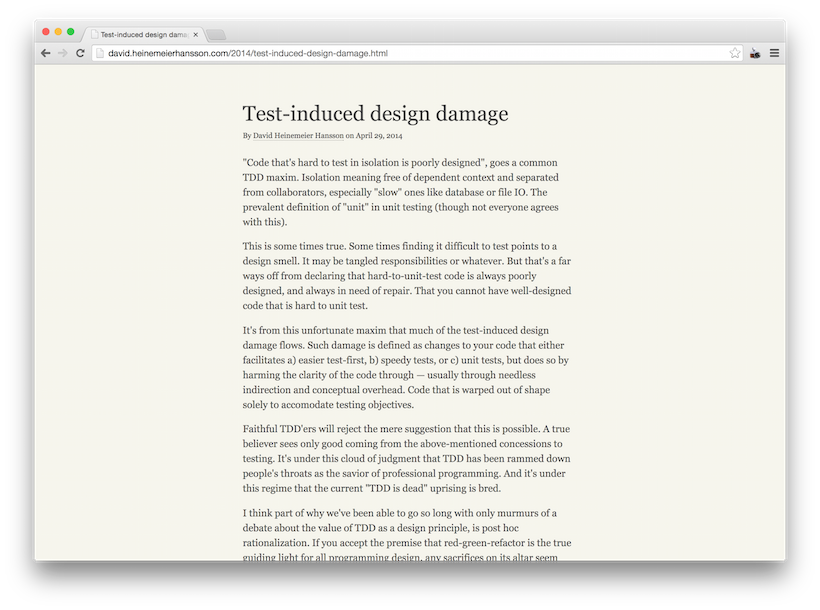 Test-induced design dama
david.heinemeierhansson.com/2014/test-induced-design-damage.html
Test-induced design damage
By David Heinemeier Hansson on April 29, 2014
"Code that's hard to test in isolation is poorly designed", goes a common
TDD maxim. Isolation meaning free of dependent context and separated
from collaborators, especially "slow" ones like database or file IO. The
prevalent definition of "unit" in unit testing (though not everyone agrees
with this).
This is some times true. Some times finding it difficult to test points to a
design smell. It may be tangled responsibilities or whatever. But that's a far
ways off from declaring that hard-to-unit-test code is always poorly
designed, and always in need of repair. That you cannot have well-designed
code that is hard to unit test.
It's from this unfortunate maxim that much of the test-induced design
damage flows. Such damage is defined as changes to your code that either
facilitates a) easier test-first, b) speedy tests, or c) unit tests, but does so by
harming the clarity of the code through — usually through needless
indirection and conceptual overhead. Code that is warped out of shape
solely to accomodate testing objectives.
Faithful TDD'ers will reject the mere suggestion that this is possible. A true
believer sees only good coming from the above-mentioned concessions to
testing. It's under this cloud of judgment that TDD has been rammed down
people's throats as the savior of professional programming. And it's under
this regime that the current "TDD is dead" uprising is bred.
I think part of why we've been able to go so long with only murmurs of a
debate about the value of TDD as a design principle, is post hoc
rationalization. If you accept the premise that red-green-refactor is the true
guiding light for all programming design, any sacrifices on its altar seem